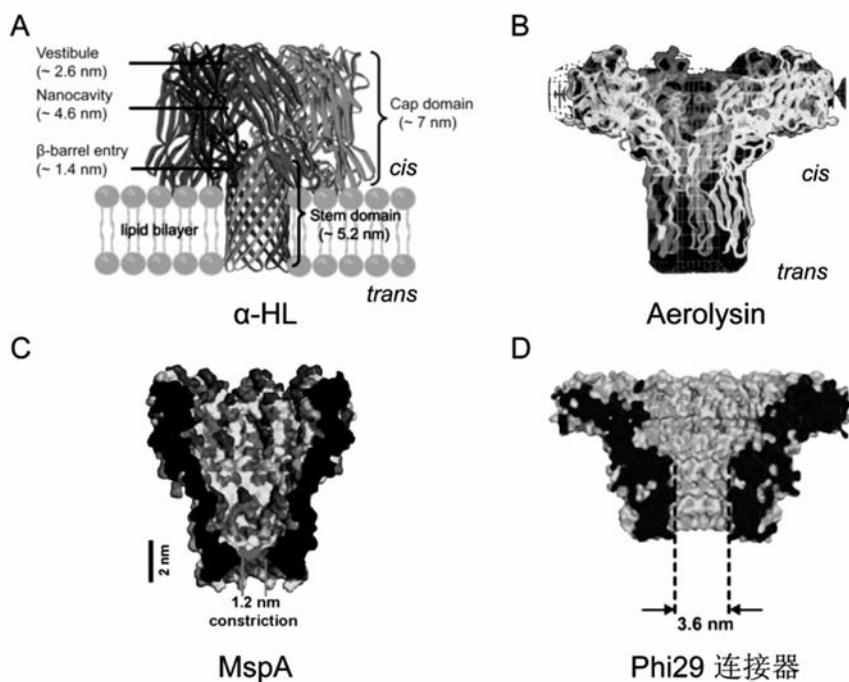 A
Vestibule
(~ 2.6 nm)
Nanocavity
(~ 4.6 nm)
β-barrel entry
(~ 1.4 nm)
Cap domain
(~ 7 nm)
cis
lipid bilayer
Stem domain
(~ 5.2 nm)
trans
α-HL
B
cis
trans
Aerolysin
C
2 nm
1.2 nm
constriction
MspA
D
3.6 nm
Phi29 连接器